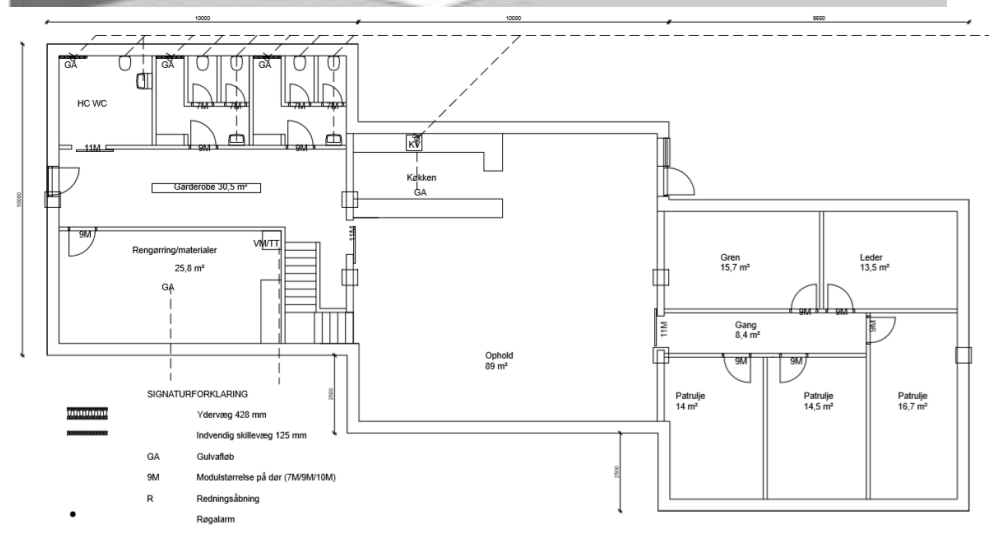 10000
10000
9650
GA
GA
GA
HC WC
7M
7M
7M
7M
11M
9M
9M
KV
Køkken
GA
10000
Garderobe 30,5 m²
9M
Rengørring/materialer
25,8 m²
VM/TT
11M
GA
Gren
15,7 m²
Leder
13,5 m²
9M
9M
Gang
8,4 m²
11M
9M
Ophold
89 m²
9M
9M
Patrulje
14 m²
Patrulje
14,5 m²
Patrulje
16,7 m²
2500
2500
SIGNATURFORKLARING
Ydervæg 428 mm
Indvendig skillevæg 125 mm
GA Gulvafløb
9M Modulstørrelse på dør (7M/9M/10M)
R Redningsåbning
Røgalarm